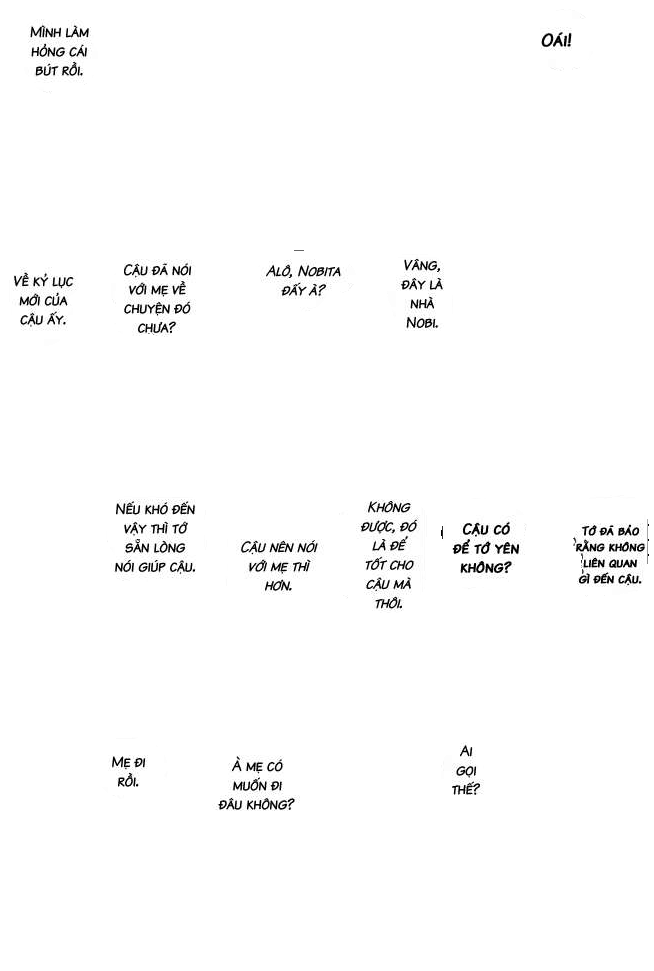 Oái!
Mình làm
hỏng cái
bút rồi.
Vâng,
đây là
nhà
Nobi.
Alô, Nobita
đấy à?
Cậu đã nói
với mẹ về
chuyện đó
chưa?
Về kỷ lục
mới của
cậu ấy.
Tớ đã bảo
rằng không
liên quan
gì đến cậu.
Cậu có
để tớ yên
không?
Không
được, đó
là để
tốt cho
cậu mà
thôi.
Cậu nên nói
với mẹ thì
hơn.
Nếu khó đến
vậy thì tớ
sẵn lòng
nói giúp cậu.
Ai
gọi
thế?
À mẹ có
muốn đi
đâu không?
Mẹ đi
rồi.